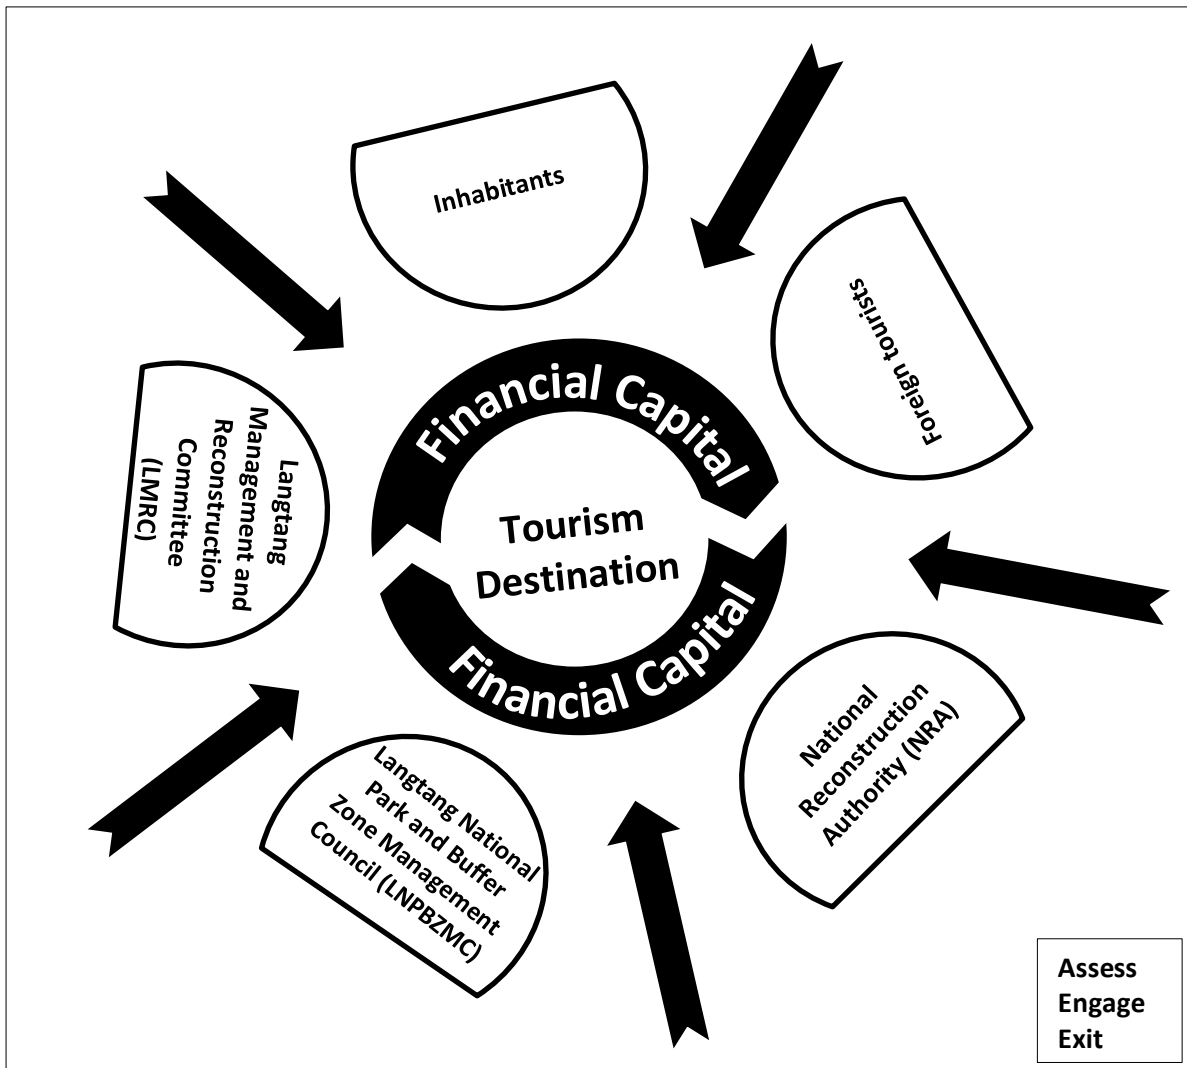 Inhabitants
Foreign tourists
Financial Capital
Tourism
Destination
Financial Capital
Langtang
Management and
Reconstruction
Committee
(LMRC)
National
Reconstruction
Authority (NRA)
Langtang National
Park and Buffer
Zone Management
Council (LNPBZMC)
Assess
Engage
Exit